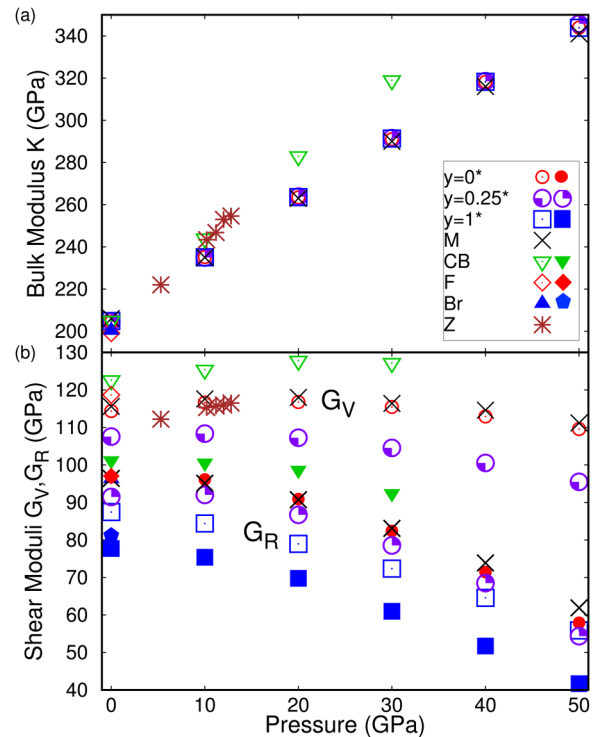 (a)
340
320
300
280
260
240
220
200
Bulk Modulus K (GPa)
y=0*
y=0.25*
y=1*
M
CB
F
Br
Z
(b)
130
120
110
100
90
80
70
60
50
40
Shear Moduli G_V,G_R (GPa)
G_V
G_R
0 10 20 30 40 50
Pressure (GPa)